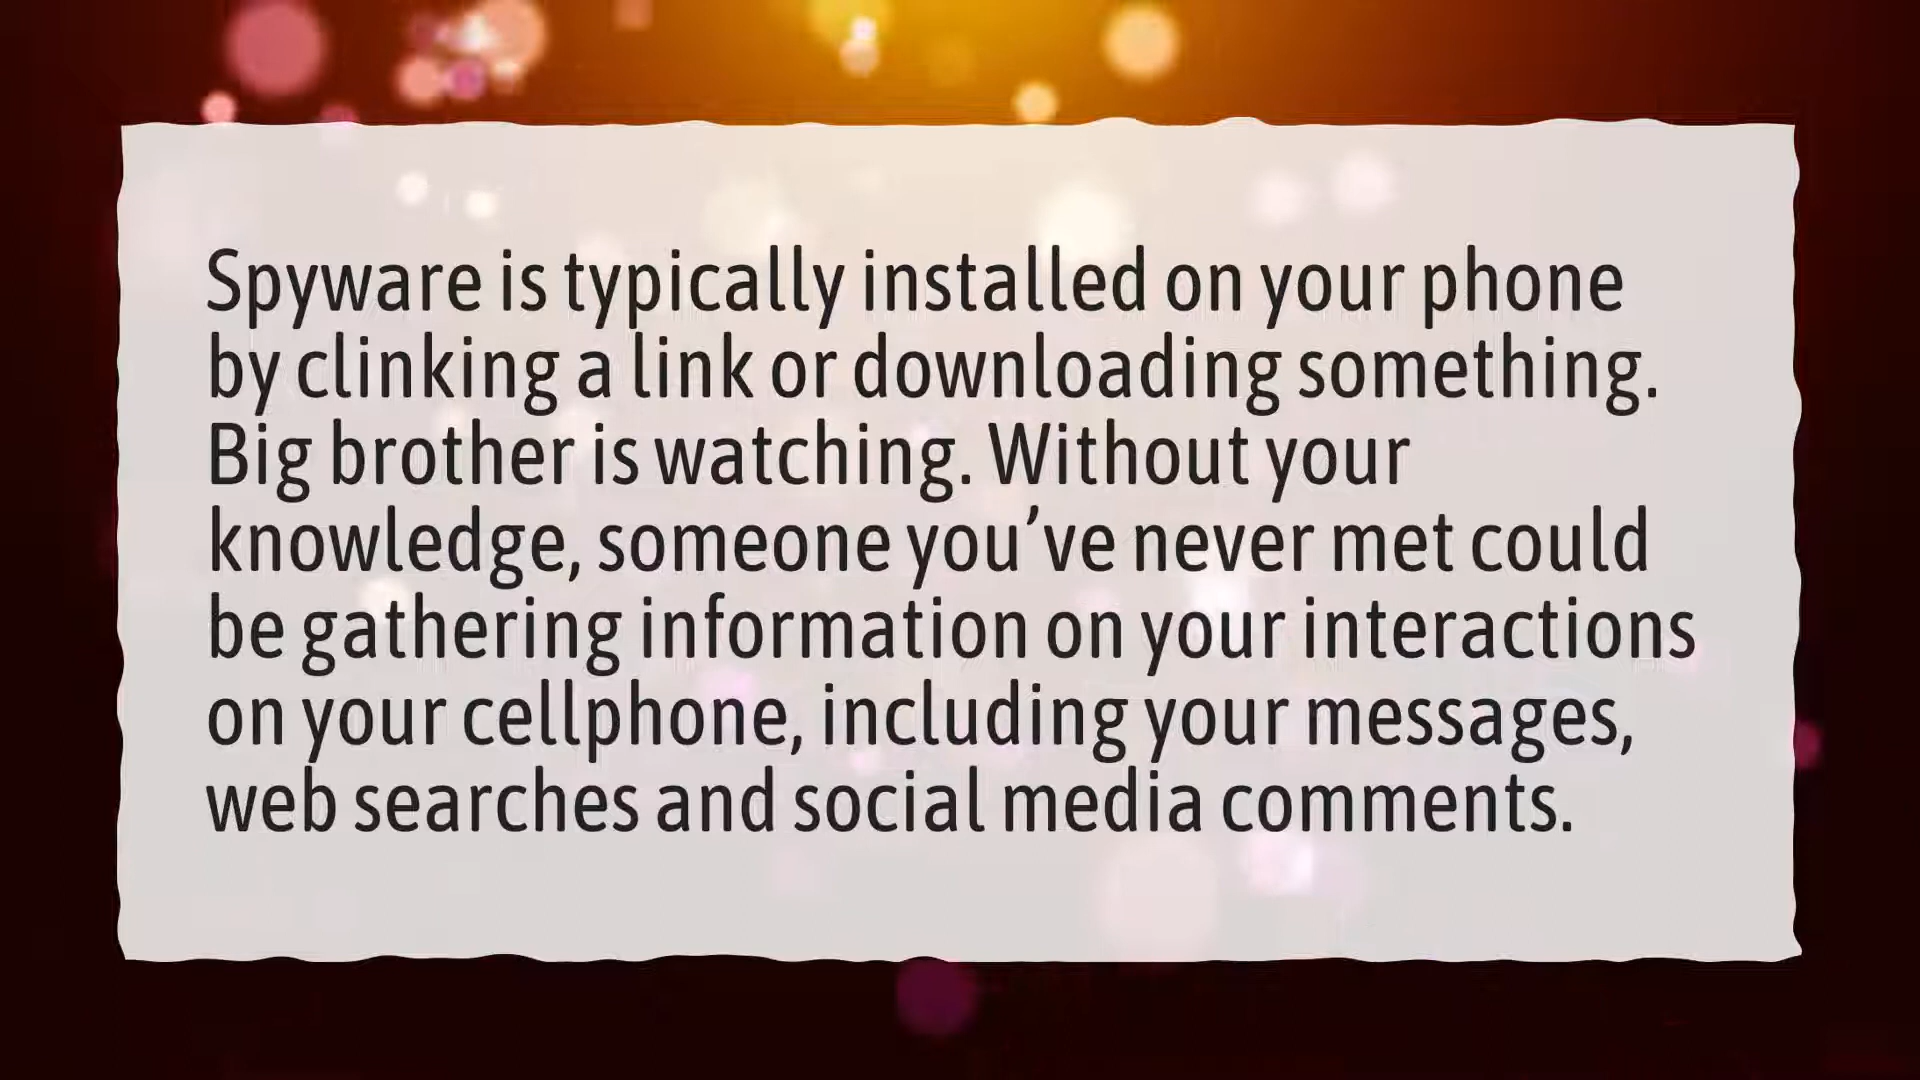 Spyware is typically installed on your phone
by clinking a link or downloading something.
Big brother is watching. Without your
knowledge, someone you’ve never met could
be gathering information on your interactions
on your cellphone, including your messages,
web searches and social media comments.